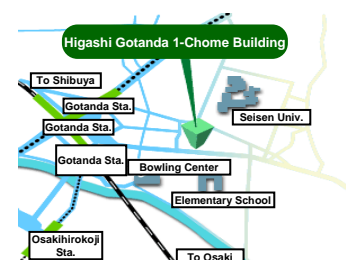 Higashi Gotanda 1-Chome Building
To Shibuya
Gotanda Sta.
Seisen Univ.
Gotanda Sta.
Gotanda Sta.
Bowling Center
Elementary School
Osakihirokoji
Sta.
To Osaki